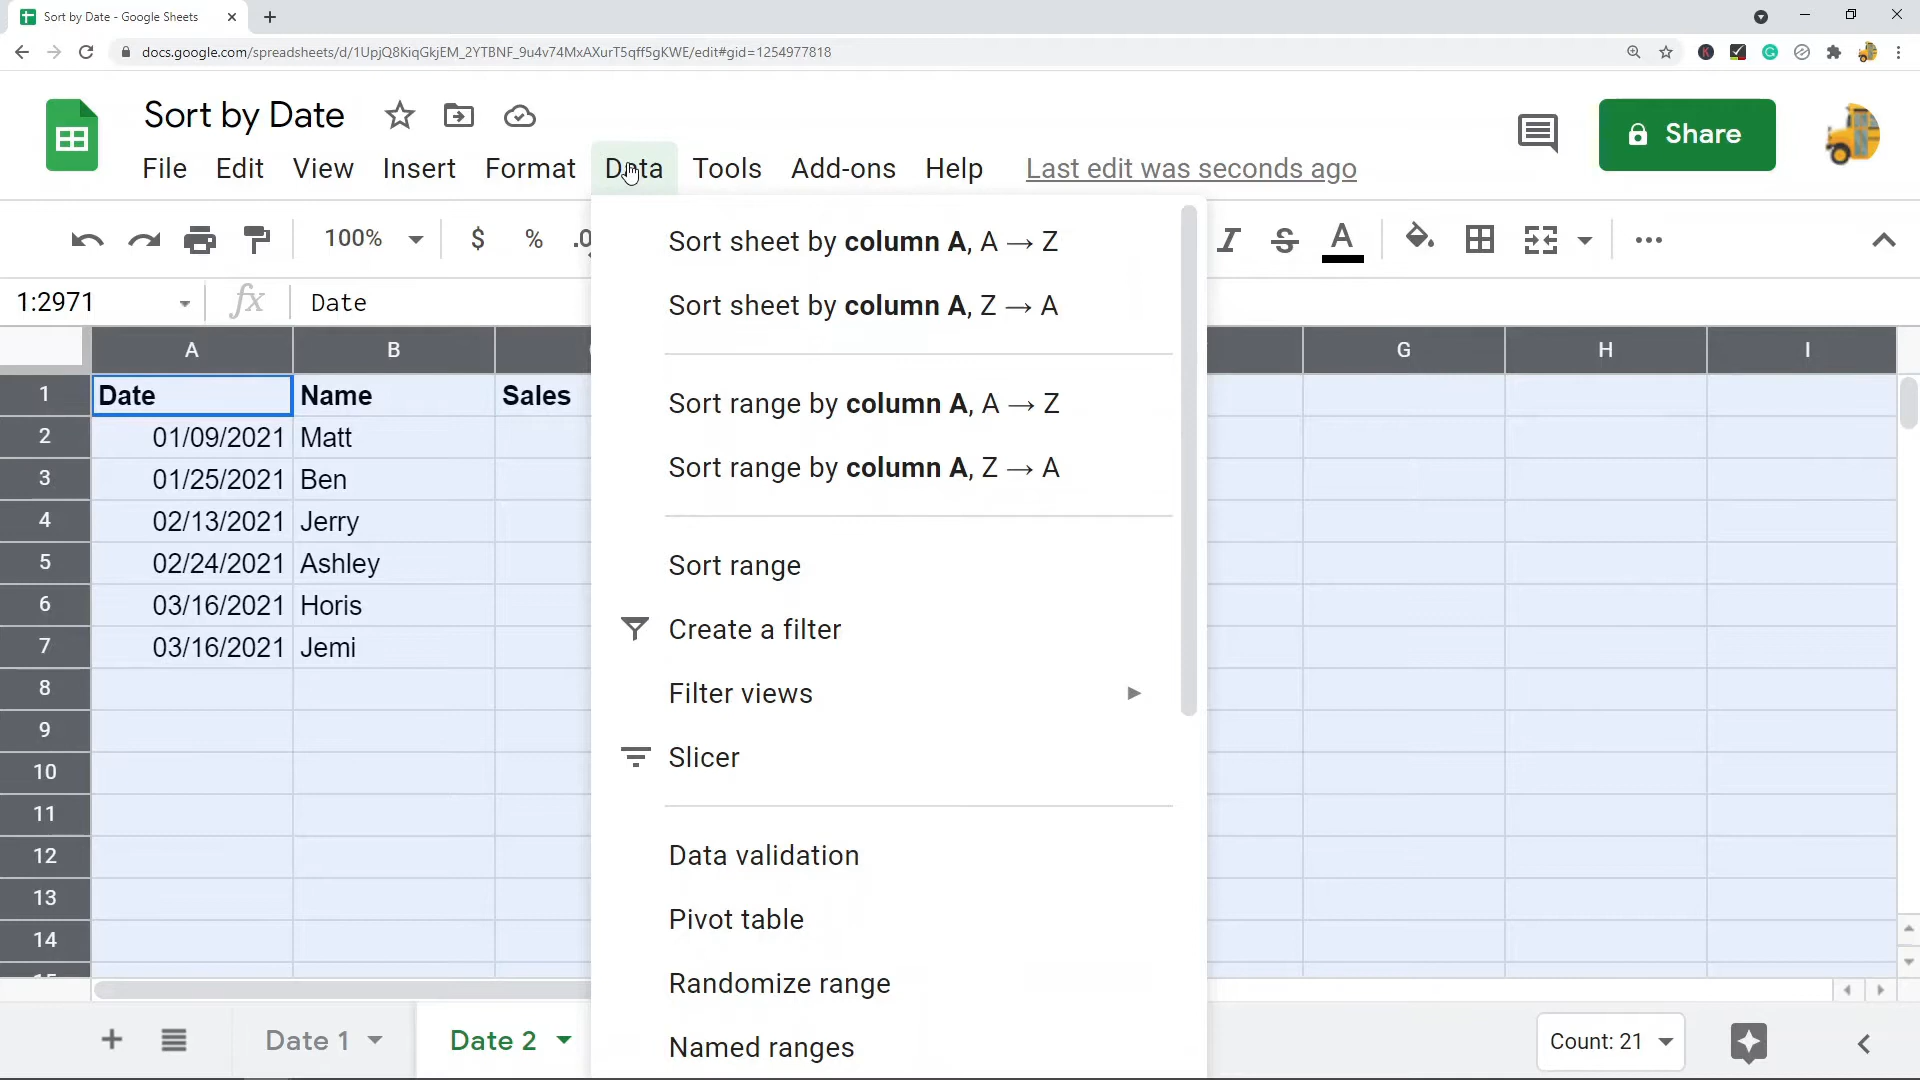 Sort by Date - Google Sheets
docs.google.com/spreadsheets/d/1UpjQ8KiqGkjEM_2YTBNF_9u4v74MxAXurT5qff5gKWE/edit#gid=1254977818
Sort by Date
Share
File Edit View Insert Format Data Tools Add-ons Help Last edit was seconds ago
100% $ % .0
Sort sheet by column A, A → Z
Sort sheet by column A, Z → A
1:2971 fx Date
A B G H I
1 Date Name Sales
Sort range by column A, A → Z
2 01/09/2021 Matt
Sort range by column A, Z → A
3 01/25/2021 Ben
4 02/13/2021 Jerry
5 02/24/2021 Ashley
Sort range
6 03/16/2021 Horis
Create a filter
7 03/16/2021 Jemi
8
Filter views
9
Slicer
10
11
12
Data validation
13
Pivot table
14
Randomize range
Date 1 Date 2
Named ranges
Count: 21